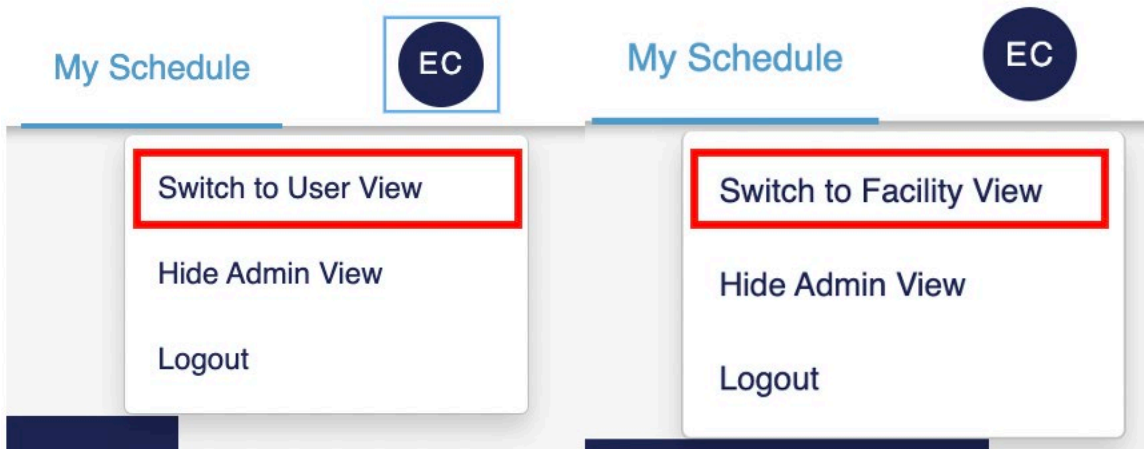 My Schedule
EC
Switch to User View
Hide Admin View
Logout
My Schedule
EC
Switch to Facility View
Hide Admin View
Logout